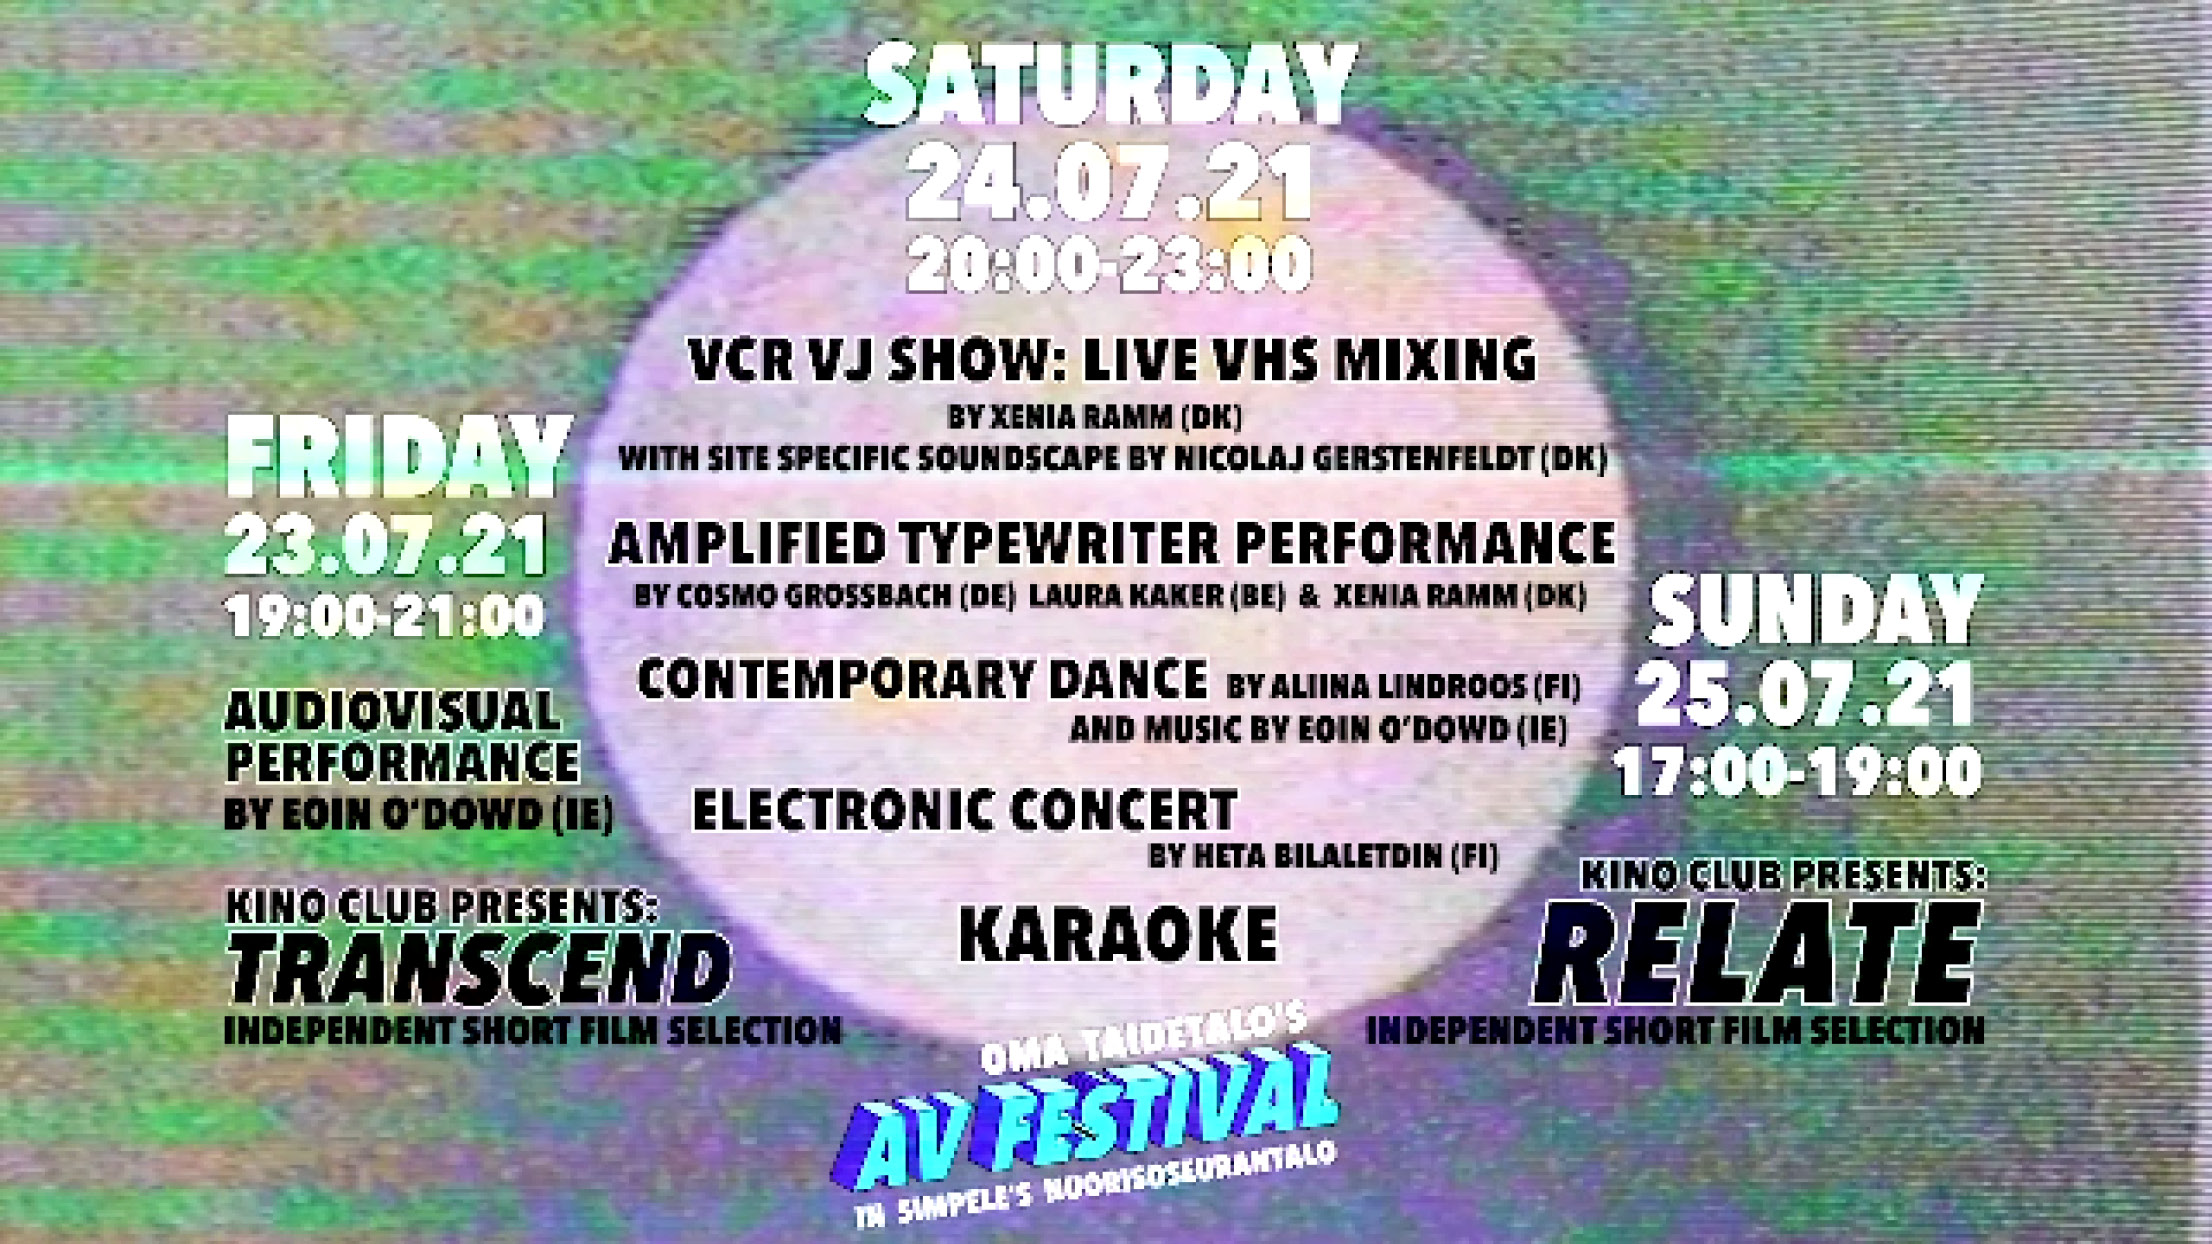 SATURDAY
24.07.21
20:00-23:00
VCR VJ SHOW: LIVE VHS MIXING
BY XENIA RAMM (DK)
WITH SITE SPECIFIC SOUNDSCAPE BY NICOLAJ GERSTENFELDT (DK)
AMPLIFIED TYPEWRITER PERFORMANCE
BY COSMO GROSSBACH (DE) LAURA KAKER (BE) & XENIA RAMM (DK)
CONTEMPORARY DANCE BY ALIINA LINDROOS (FI)
AND MUSIC BY EOIN O'DOWD (IE)
ELECTRONIC CONCERT
BY HETA BILALETDIN (FI)
KARAOKE
FRIDAY
23.07.21
19:00-21:00
AUDIOVISUAL
PERFORMANCE
BY EOIN O'DOWD (IE)
KINO CLUB PRESENTS:
TRANSCEND
INDEPENDENT SHORT FILM SELECTION
SUNDAY
25.07.21
17:00-19:00
KINO CLUB PRESENTS:
RELATE
INDEPENDENT SHORT FILM SELECTION
OMA TAIDETALO'S
AV FESTIVAL
IN SIMPELE'S NUORISOSEURANTALO